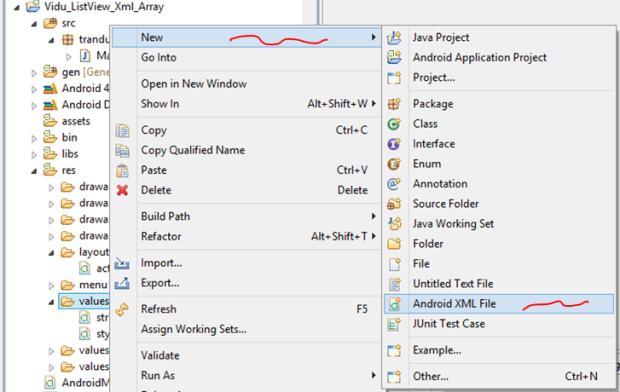 Vidu_ListView_Xml_Array
src
trandu
Ma
gen [Gene
Android 4
Android D
assets
bin
libs
res
drawa
drawa
drawa
drawa
layout
act
menu
values
str
sty
values
values
AndroidM
New
Go Into
Open in New Window
Show In Alt+Shift+W
Copy Ctrl+C
Copy Qualified Name
Paste Ctrl+V
Delete Delete
Build Path
Refactor Alt+Shift+T
Import...
Export...
Refresh F5
Assign Working Sets...
Validate
Run As
Java Project
Android Application Project
Project...
Package
Class
Interface
Enum
Annotation
Source Folder
Java Working Set
Folder
File
Untitled Text File
Android XML File
JUnit Test Case
Example...
Other... Ctrl+N